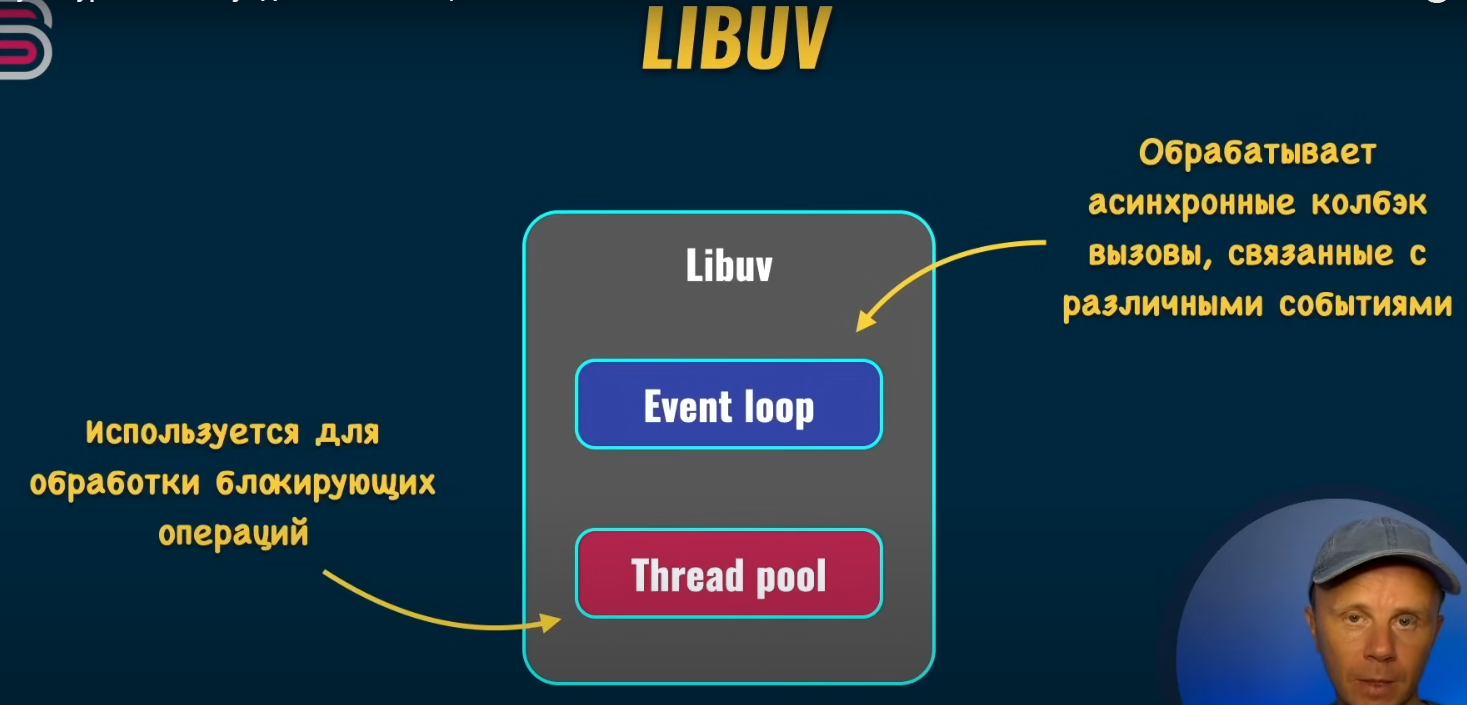 LIBUV
Обрабатывает
асинхронные колбэк
вызовы, связанные с
различными событиями
Libuv
Event loop
Используется для
обработки блокирующих
операций
Thread pool